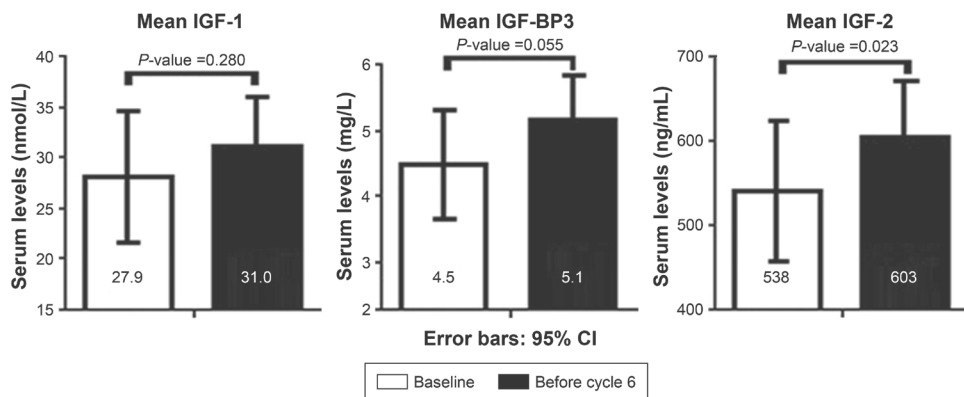 Mean IGF-1
P-value =0.280
Serum levels (nmol/L)
40
35
30
25
20
15
27.9
31.0
Mean IGF-BP3
P-value =0.055
Serum levels (mg/L)
6
5
4
3
2
4.5
5.1
Mean IGF-2
P-value =0.023
Serum levels (ng/mL)
700
600
500
400
538
603
Error bars: 95% CI
Baseline
Before cycle 6